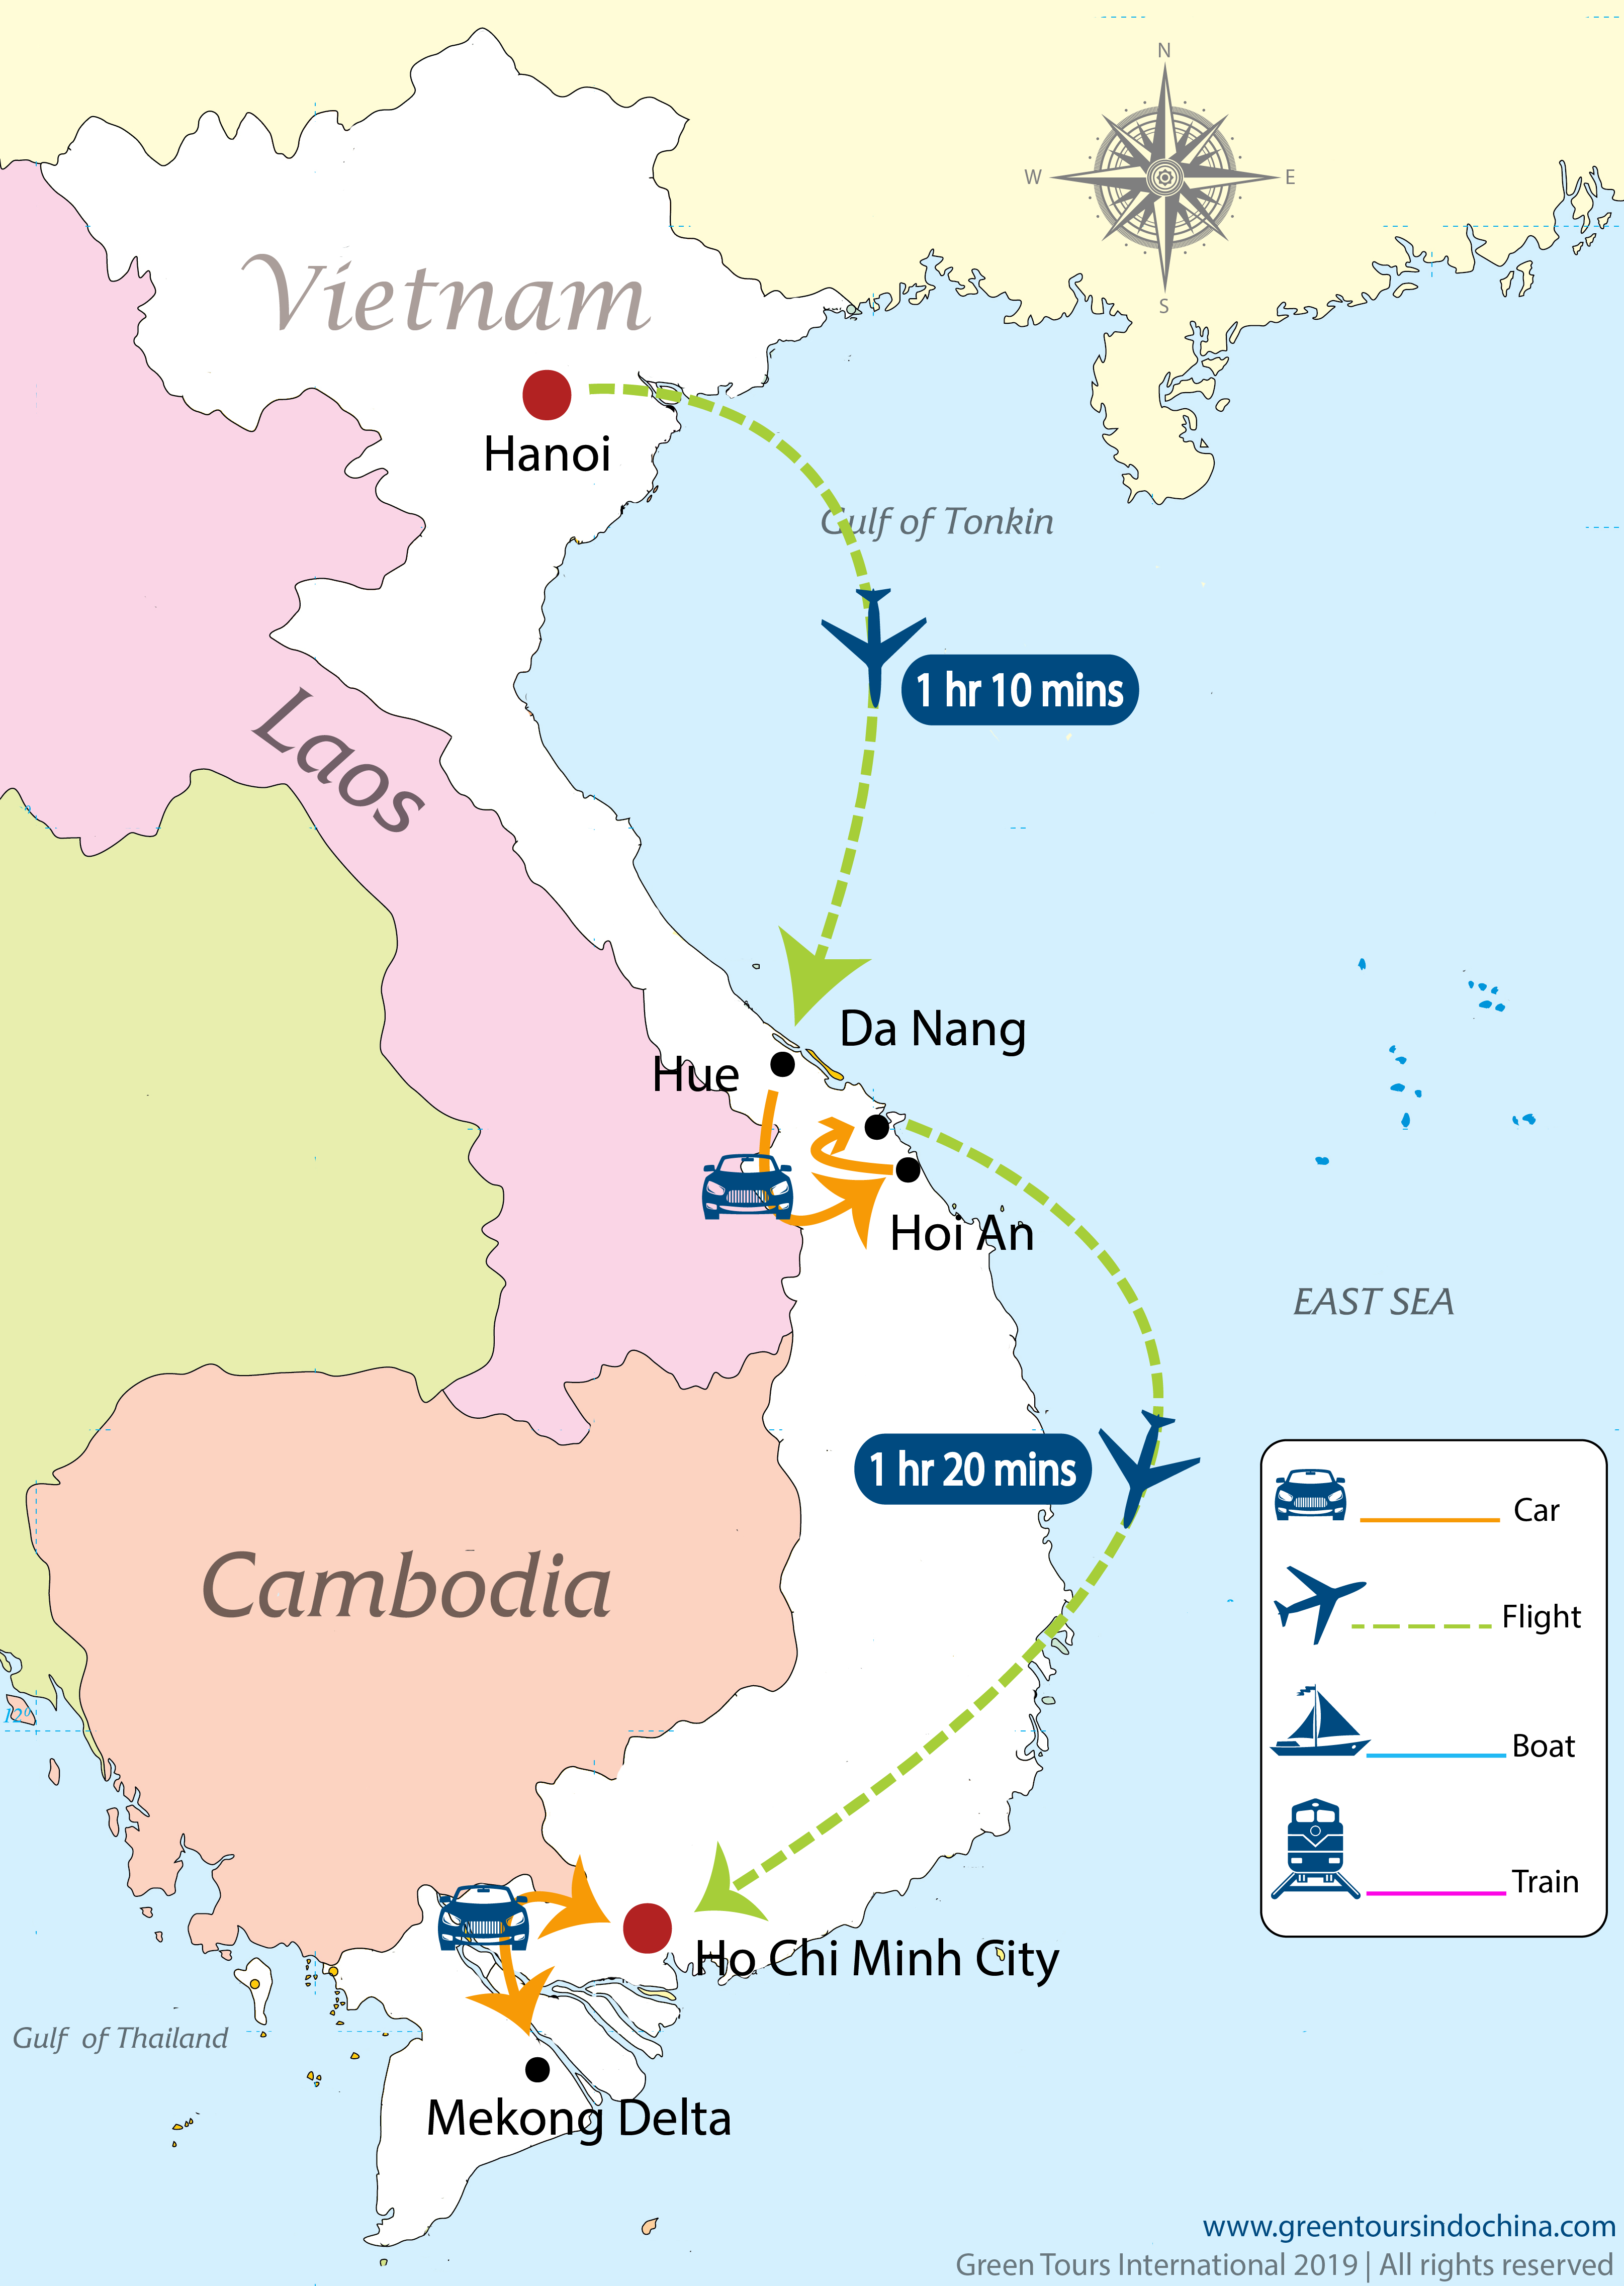 N
W
E
S
Vietnam
Hanoi
Gulf of Tonkin
1 hr 10 mins
Laos
Da Nang
Hue
Hoi An
EAST SEA
1 hr 20 mins
Car
Cambodia
Flight
12⁰
Boat
Train
Ho Chi Minh City
Gulf of Thailand
Mekong Delta
www.greentoursindochina.com
Green Tours International 2019 | All rights reserved